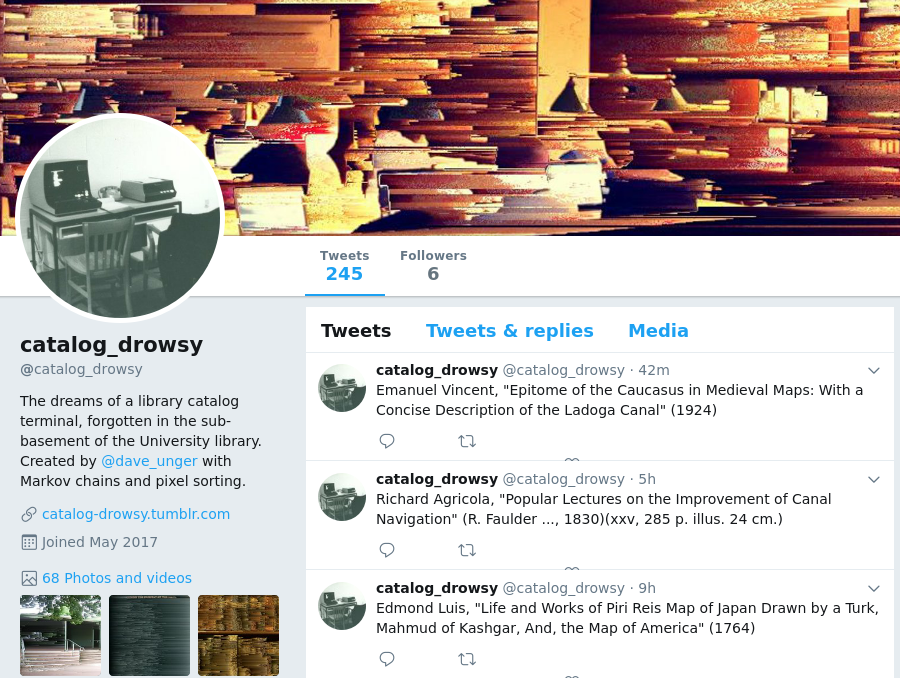 Tweets
245
Followers
6
catalog_drowsy
@catalog_drowsy
The dreams of a library catalog
terminal, forgotten in the sub-
basement of the University library.
Created by @dave_unger with
Markov chains and pixel sorting.
catalog-drowsy.tumblr.com
Joined May 2017
68 Photos and videos
Tweets Tweets & replies Media
catalog_drowsy @catalog_drowsy · 42m
Emanuel Vincent, "Epitome of the Caucasus in Medieval Maps: With a
Concise Description of the Ladoga Canal" (1924)
catalog_drowsy @catalog_drowsy · 5h
Richard Agricola, "Popular Lectures on the Improvement of Canal
Navigation" (R. Faulder ..., 1830)(xxv, 285 p. illus. 24 cm.)
catalog_drowsy @catalog_drowsy · 9h
Edmond Luis, "Life and Works of Piri Reis Map of Japan Drawn by a Turk,
Mahmud of Kashgar, And, the Map of America" (1764)